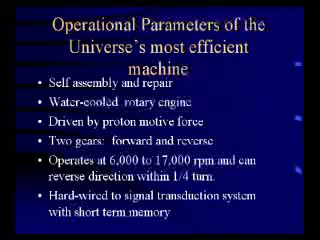 Operational Parameters of the
Universe's most efficient
machine
• Self assembly and repair
• Water-cooled rotary engine
• Driven by proton motive force
• Two gears: forward and reverse
• Operates at 6,000 to 17,000 rpm and can
reverse direction within 1/4 turn.
• Hard-wired to signal transduction system
with short term memory